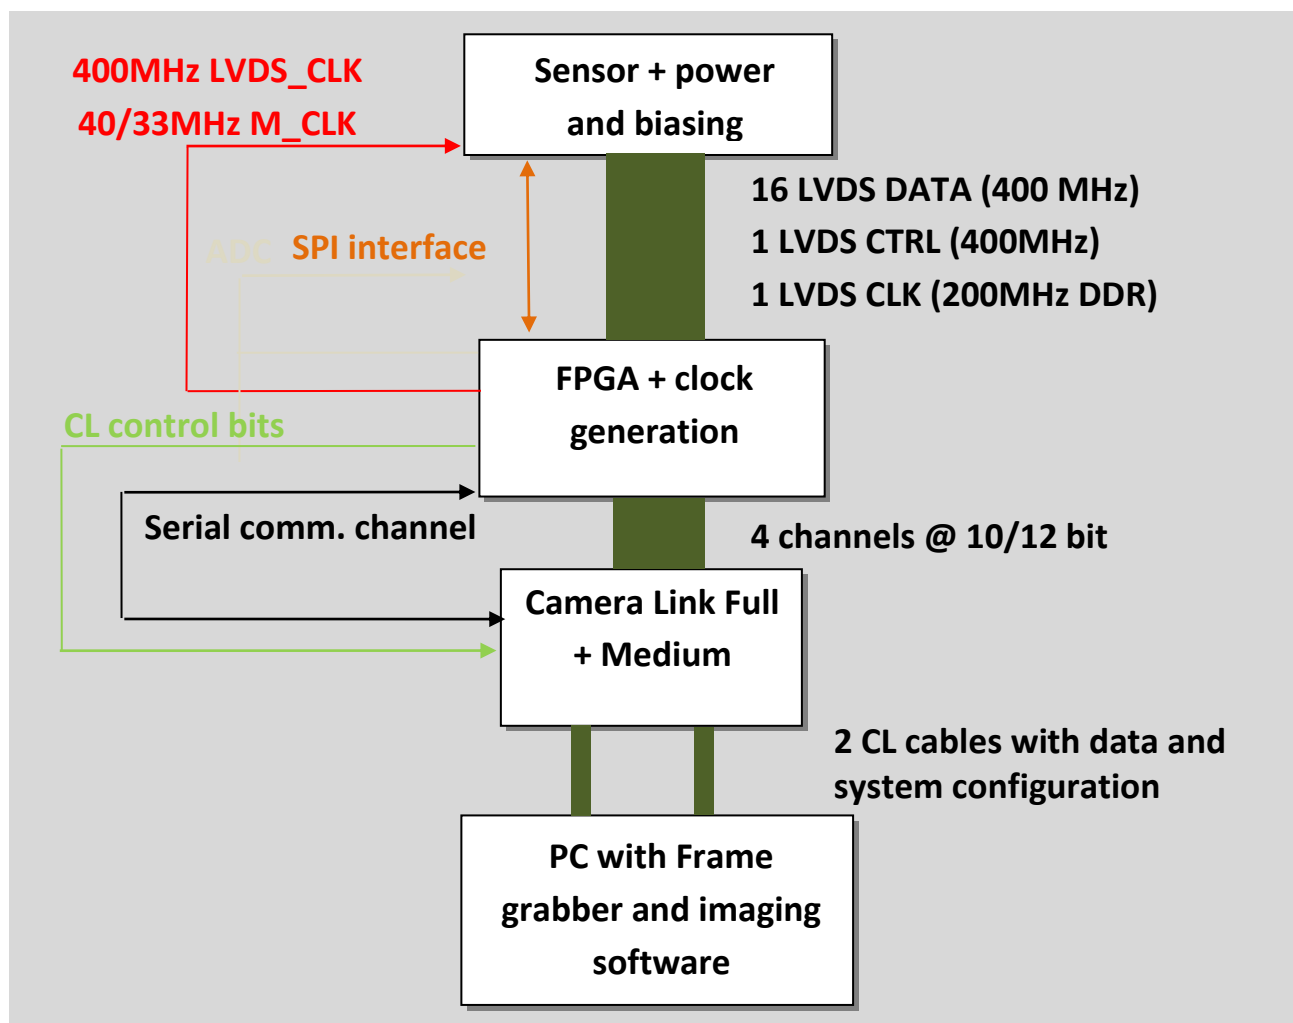 400MHz LVDS_CLK
40/33MHz M_CLK
Sensor + power
and biasing
16 LVDS DATA (400 MHz)
1 LVDS CTRL (400MHz)
1 LVDS CLK (200MHz DDR)
ADC
SPI interface
FPGA + clock
generation
CL control bits
Serial comm. channel
4 channels @ 10/12 bit
Camera Link Full
+ Medium
2 CL cables with data and
system configuration
PC with Frame
grabber and imaging
software